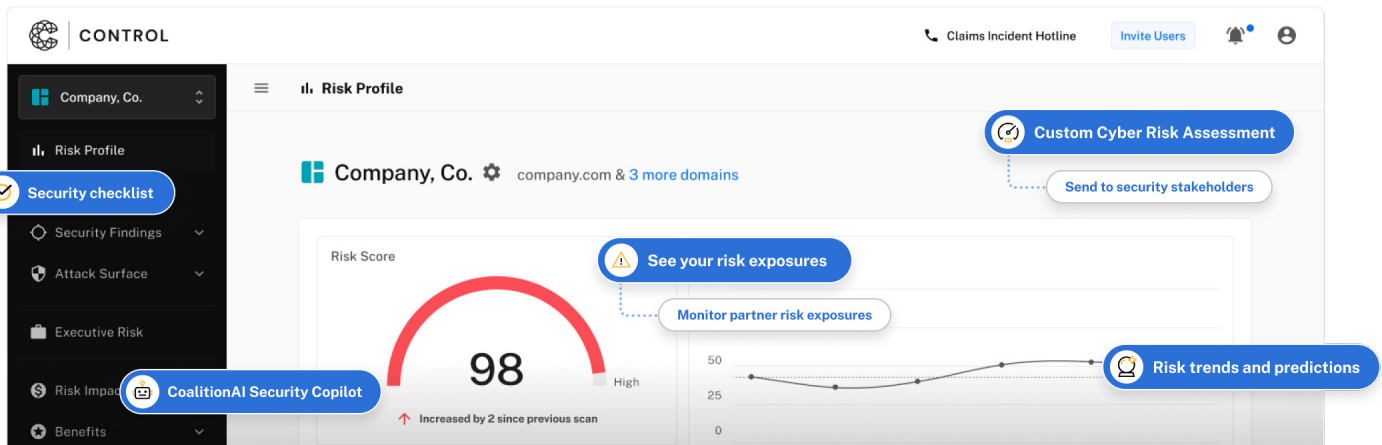 CONTROL
Claims Incident Hotline
Invite Users
Company, Co.
Risk Profile
Risk Profile
Custom Cyber Risk Assessment
Send to security stakeholders
Security checklist
Company, Co.
company.com & 3 more domains
Security Findings
Attack Surface
Executive Risk
Risk Impac
CoalitionAI Security Copilot
Benefits
Risk Score
98
High
Increased by 2 since previous scan
See your risk exposures
Monitor partner risk exposures
50
25
0
Risk trends and predictions